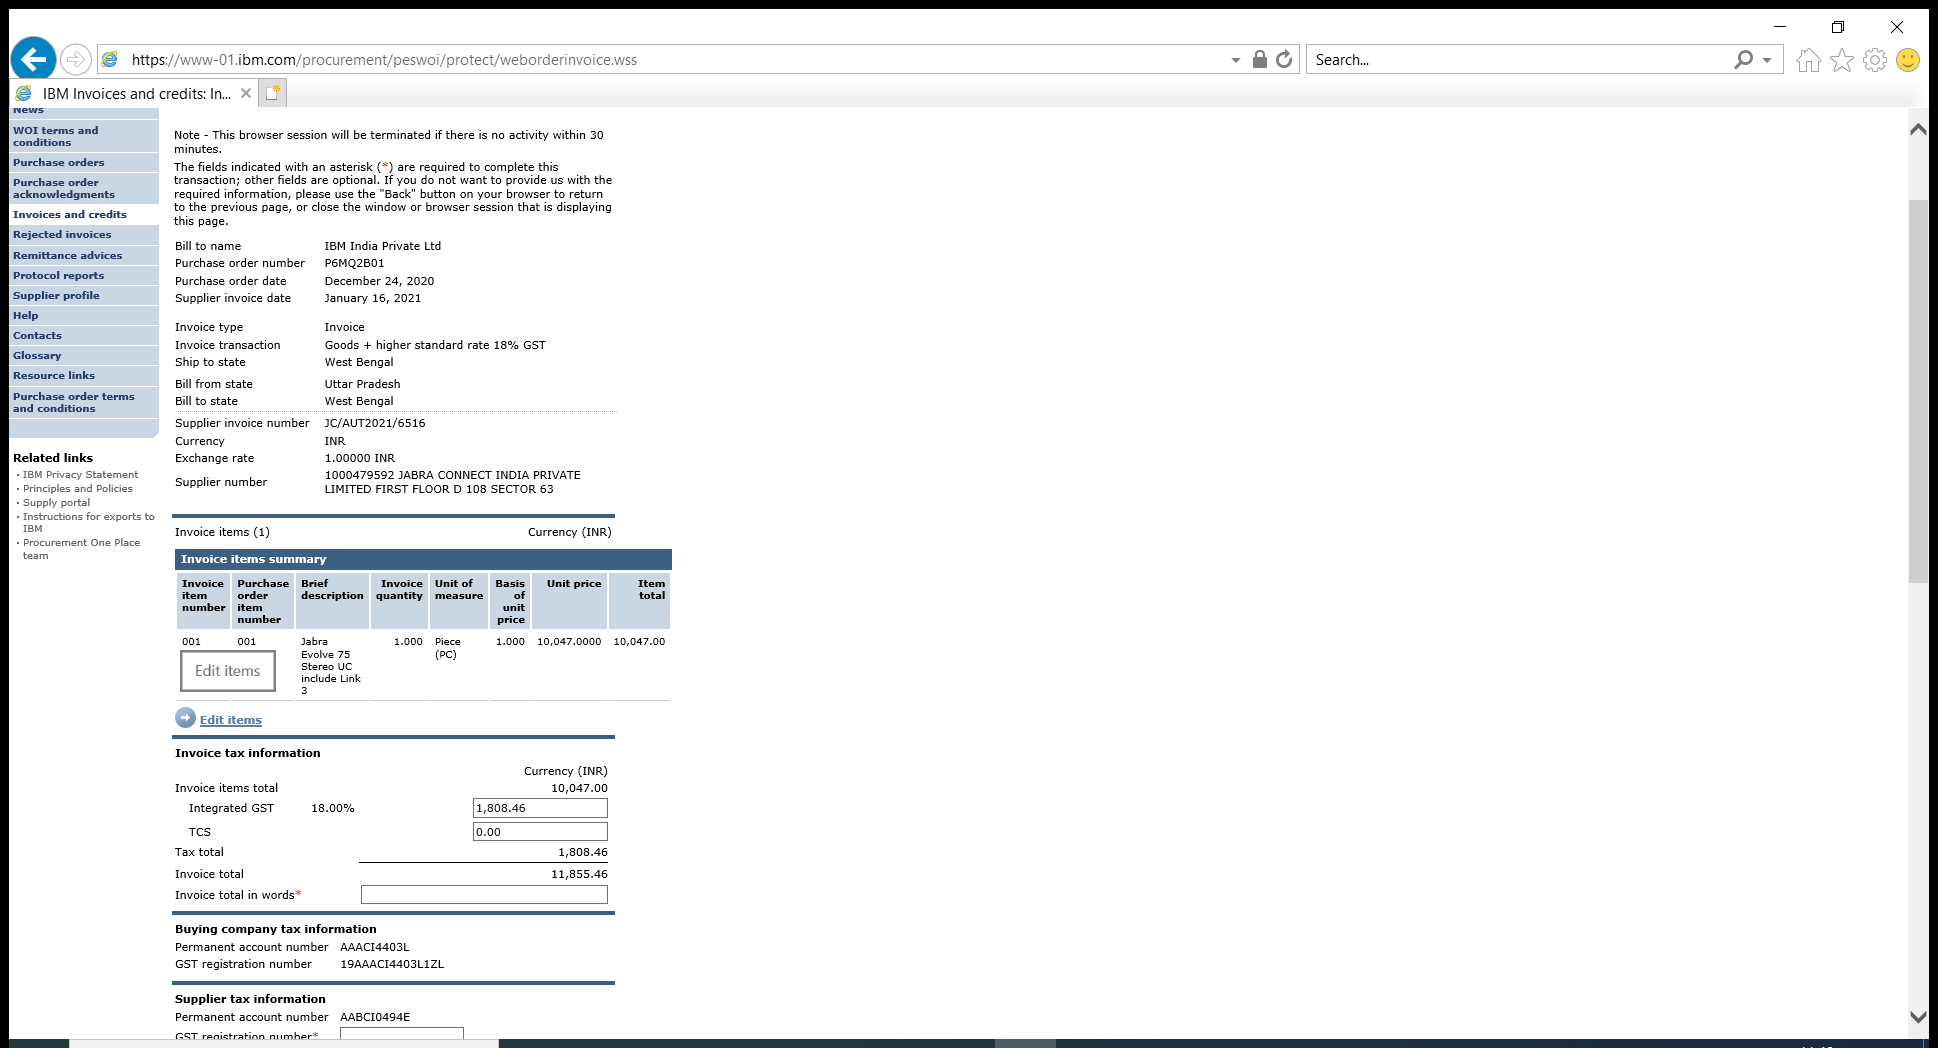 https://www-01.ibm.com/procurement/peswoi/protect/weborderinvoice.wss
Search...
IBM Invoices and credits: In...
News
WOI terms and
conditions
Purchase orders
Purchase order
acknowledgments
Invoices and credits
Rejected invoices
Remittance advices
Protocol reports
Supplier profile
Help
Contacts
Glossary
Resource links
Purchase order terms
and conditions
Related links
· IBM Privacy Statement
· Principles and Policies
· Supply portal
· Instructions for exports to
IBM
· Procurement One Place
team
Note - This browser session will be terminated if there is no activity within 30
minutes.
The fields indicated with an asterisk (*) are required to complete this
transaction; other fields are optional. If you do not want to provide us with the
required information, please use the "Back" button on your browser to return
to the previous page, or close the window or browser session that is displaying
this page.
Bill to name IBM India Private Ltd
Purchase order number P6MQ2B01
Purchase order date December 24, 2020
Supplier invoice date January 16, 2021
Invoice type Invoice
Invoice transaction Goods + higher standard rate 18% GST
Ship to state West Bengal
Bill from state Uttar Pradesh
Bill to state West Bengal
Supplier invoice number JC/AUT2021/6516
Currency INR
Exchange rate 1.00000 INR
Supplier number 1000479592 JABRA CONNECT INDIA PRIVATE
LIMITED FIRST FLOOR D 108 SECTOR 63
Invoice items (1) Currency (INR)
Invoice items summary
Invoice Purchase Brief Invoice Unit of Basis Unit price Item
item order description quantity measure of total
number item unit
number price
001 001 Jabra 1.000 Piece 1.000 10,047.0000 10,047.00
Evolve 75 (PC)
Stereo UC
include Link
3
Edit items
Edit items
Invoice tax information
Currency (INR)
Invoice items total 10,047.00
Integrated GST 18.00% 1,808.46
TCS 0.00
Tax total 1,808.46
Invoice total 11,855.46
Invoice total in words*
Buying company tax information
Permanent account number AAACI4403L
GST registration number 19AAACI4403L1ZL
Supplier tax information
Permanent account number AABCI0494E
GST registration number*